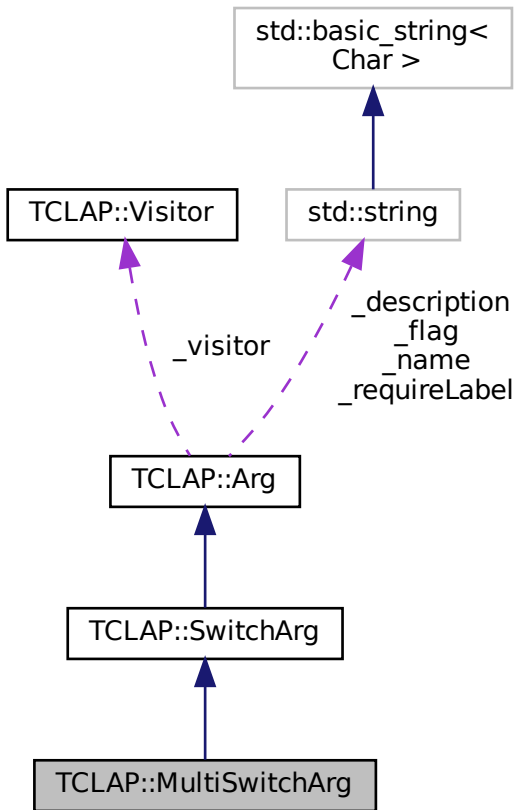 std::basic_string<
Char >
TCLAP::Visitor
std::string
_visitor
_description
_flag
_name
_requireLabel
TCLAP::Arg
TCLAP::SwitchArg
TCLAP::MultiSwitchArg